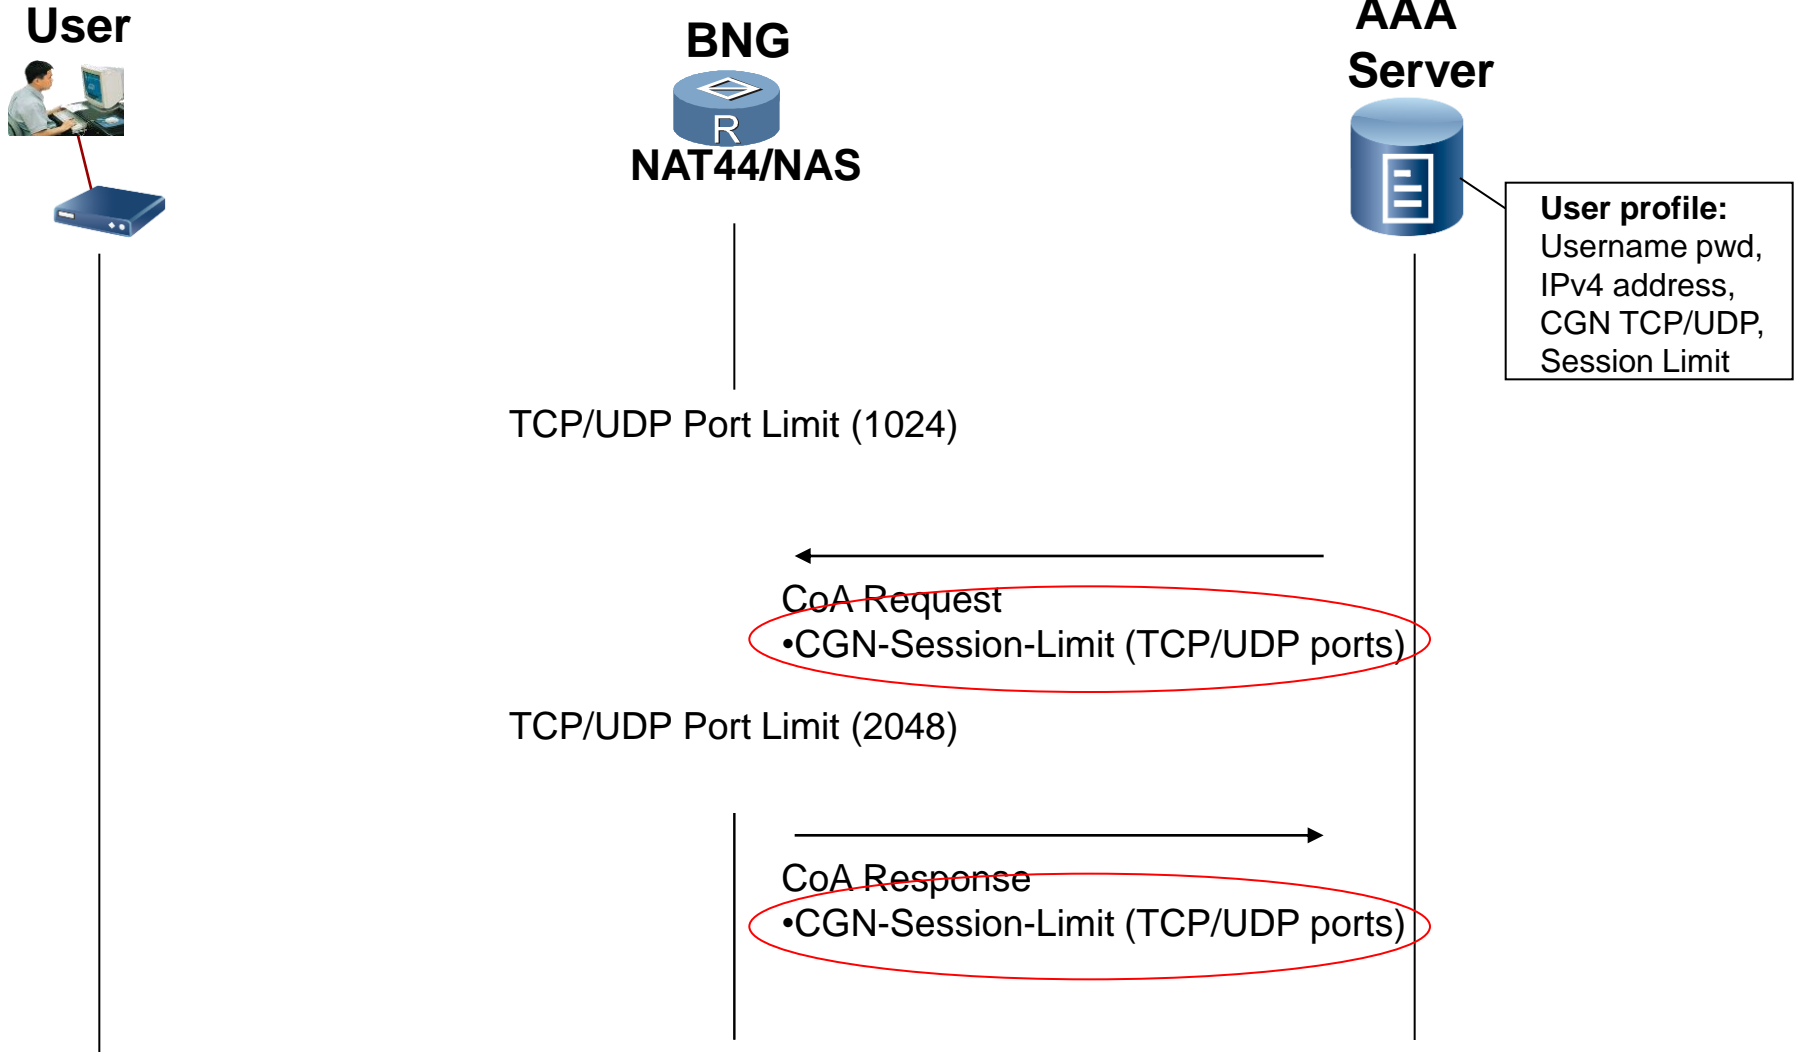 User
BNG
R
NAT44/NAS
AAA
Server
User profile:
Username pwd,
IPv4 address,
CGN TCP/UDP,
Session Limit
TCP/UDP Port Limit (1024)
CoA Request
•CGN-Session-Limit (TCP/UDP ports)
TCP/UDP Port Limit (2048)
CoA Response
•CGN-Session-Limit (TCP/UDP ports)